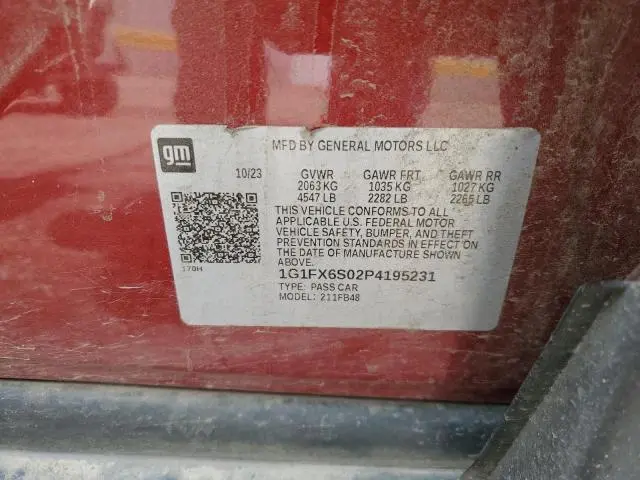 gm
MFD BY GENERAL MOTORS LLC
10/23
GVWR GAWR FRT GAWR RR
2063 KG 1035 KG 1027 KG
4547 LB 2282 LB 2265 LB
THIS VEHICLE CONFORMS TO ALL
APPLICABLE U.S. FEDERAL MOTOR
VEHICLE SAFETY, BUMPER, AND THEFT
PREVENTION STANDARDS IN EFFECT ON
THE DATE OF MANUFACTURE SHOWN
ABOVE.
170H
1G1FX6S02P4195231
TYPE: PASS CAR
MODEL: 211FB48